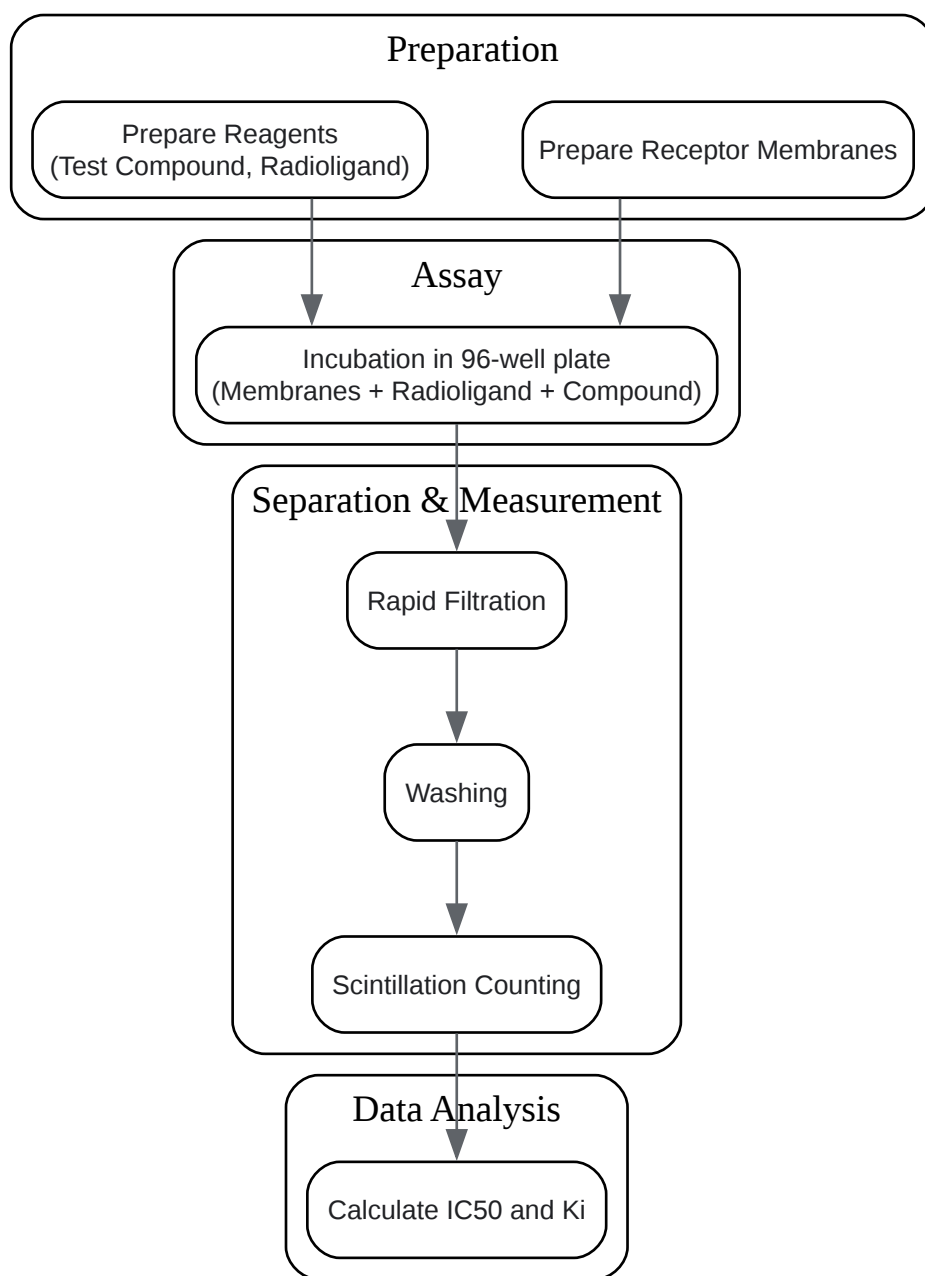 Preparation
Prepare Reagents
(Test Compound, Radioligand)
Prepare Receptor Membranes
Assay
Incubation in 96-well plate
(Membranes + Radioligand + Compound)
Separation & Measurement
Rapid Filtration
Washing
Scintillation Counting
Data Analysis
Calculate IC50 and Ki